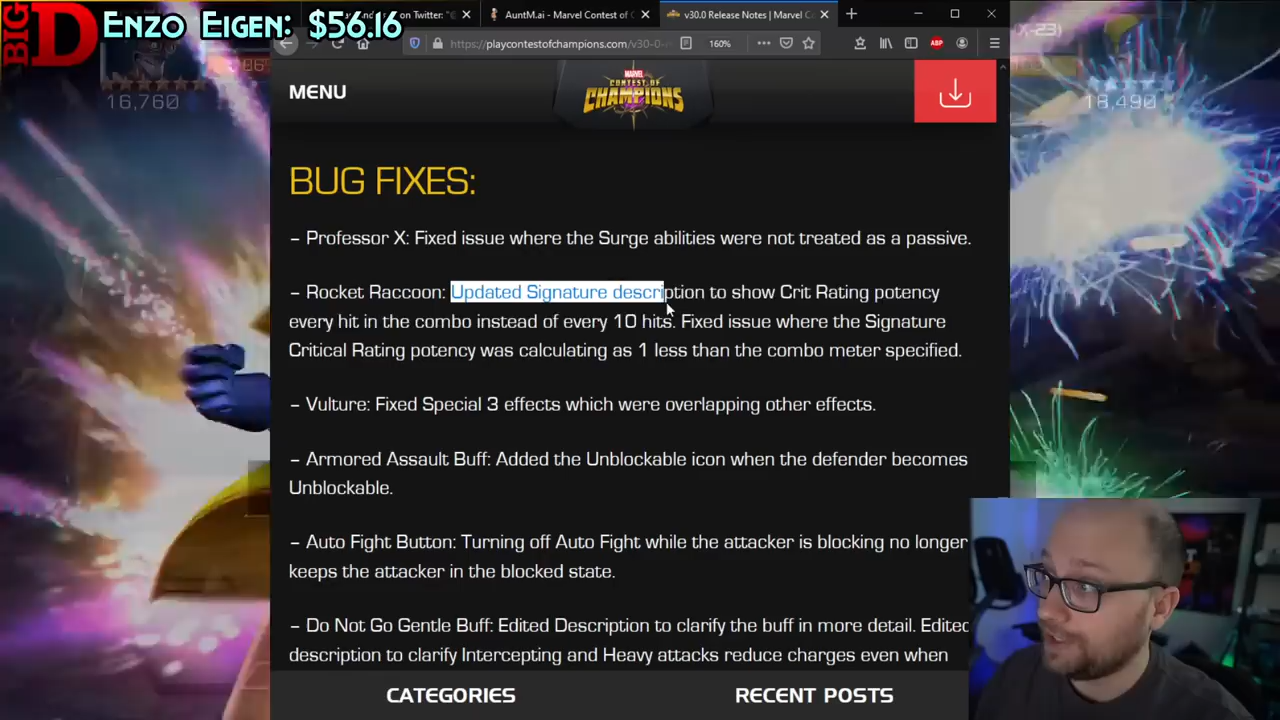 BIG D
ENZO EIGEN: $56.16
on Twitter: "
AuntM.ai - Marvel Contest of C
v30.0 Release Notes | Marvel C
https://playcontestofchampions.com/v30-0-
160%
ABP
16,760
18,490
MENU
MARVEL
CONTEST OF
CHAMPIONS
BUG FIXES:
– Professor X: Fixed issue where the Surge abilities were not treated as a passive.
– Rocket Raccoon: Updated Signature description to show Crit Rating potency
every hit in the combo instead of every 10 hits. Fixed issue where the Signature
Critical Rating potency was calculating as 1 less than the combo meter specified.
– Vulture: Fixed Special 3 effects which were overlapping other effects.
– Armored Assault Buff: Added the Unblockable icon when the defender becomes
Unblockable.
– Auto Fight Button: Turning off Auto Fight while the attacker is blocking no longer
keeps the attacker in the blocked state.
– Do Not Go Gentle Buff: Edited Description to clarify the buff in more detail. Edited
description to clarify Intercepting and Heavy attacks reduce charges even when
CATEGORIES
RECENT POSTS